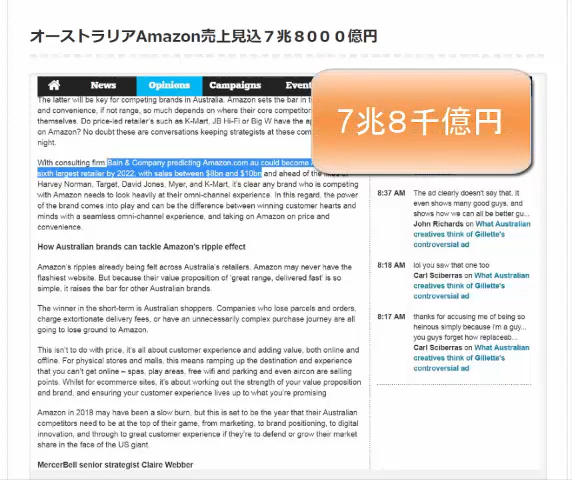 オーストラリアAmazon売上見込７兆８０００億円
News Opinions Campaigns Even
7兆8千億円
The latter will be key for competing brands in Australia. Amazon sets the bar in
and convenience, if not range, so much depends on where their core competitor
themselves. Do price-led retailer's such as K-Mart, JB Hi-Fi or Big W have the
on Amazon? No doubt these are conversations keeping strategists at these com
night.
With consulting firm Bain & Company predicting Amazon.com.au could become
sixth largest retailer by 2022, with sales between $8bn and $10bn and ahead of the likes of
Harvey Norman, Target, David Jones, Myer, and K-Mart, it's clear any brand who is competing
with Amazon needs to look heavily at their omni-channel experience. In this regard, the power
of the brand comes into play and can be the difference between winning customer hearts and
minds with a seamless omni-channel experience, and taking on Amazon on price and
convenience.
How Australian brands can tackle Amazon's ripple effect
Amazon's ripples already being felt across Australia's retailers. Amazon may never have the
flashiest website. But because their value proposition of 'great range, delivered fast' is so
simple, it raises the bar for other Australian brands.
The winner in the short-term is Australian shoppers. Companies who lose parcels and orders,
charge extortionate delivery fees, or have an unnecessarily complex purchase journey are all
going to lose ground to Amazon.
This isn't to do with price, it's all about customer experience and adding value, both online and
offline. For physical stores and malls, this means ramping up the destination and experience
that you can't get online – spas, play areas, free wifi and parking and even aircon are selling
points. Whilst for ecommerce sites, it's about working out the strength of your value proposition
and brand, and ensuring your customer experience lives up to what you're promising
Amazon in 2018 may have been a slow burn, but this is set to be the year that their Australian
competitors need to be at the top of their game, from marketing, to brand positioning, to digital
innovation, and through to great customer experience if they're to defend or grow their market
share in the face of the US giant.
MercerBell senior strategist Claire Webber
8:37 AM The ad clearly doesn't say that. It
even shows many good guys, and
shows how we can all be better gu...
John Richards on What Australian
creatives think of Gillette's
controversial ad
8:18 AM lol you saw that one too
Carl Sciberras on What Australian
creatives think of Gillette's
controversial ad
8:17 AM thanks for accusing me of being so
heinous simply because i'm a guy...
you guys forget how replaceab...
Carl Sciberras on What Australian
creatives think of Gillette's
controversial ad